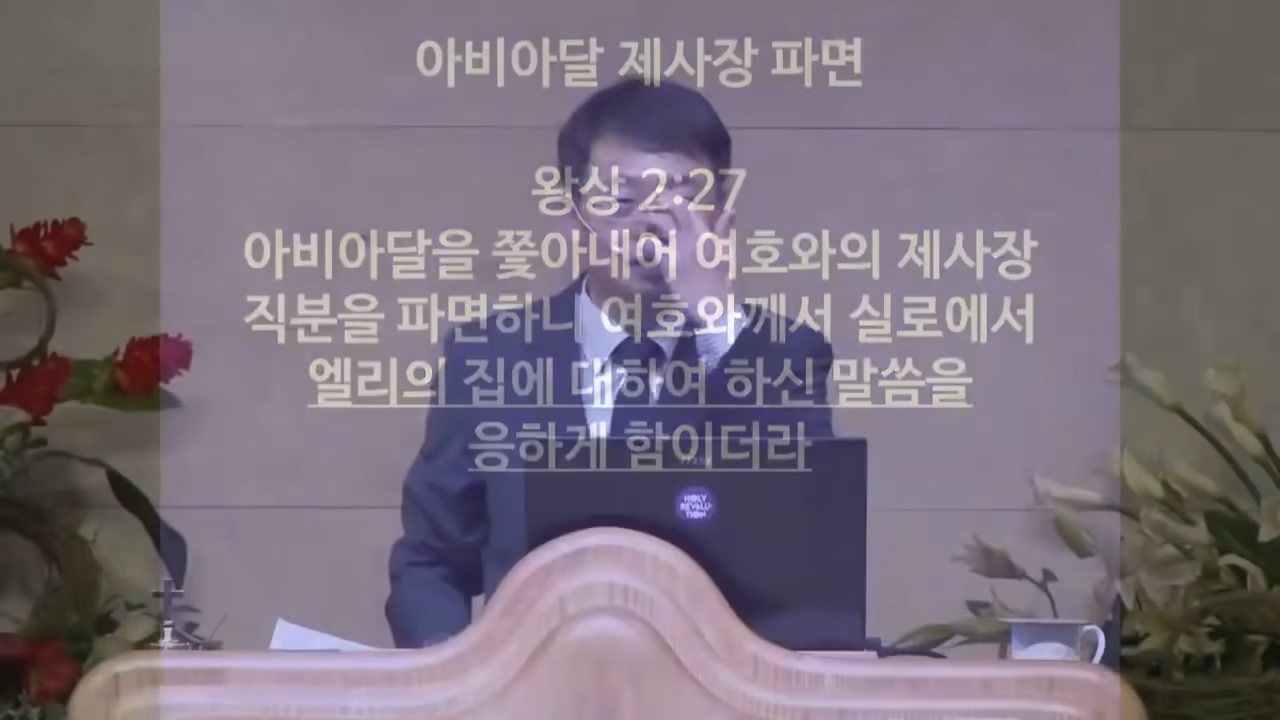 아비아달 제사장 파면
왕상 2:27
아비아달을 쫓아내어 여호와의 제사장
직분을 파면하니 여호와께서 실로에서
엘리의 집에 대하여 하신 말씀을
응하게 함이더라
HOLY
REVOLU-
TION